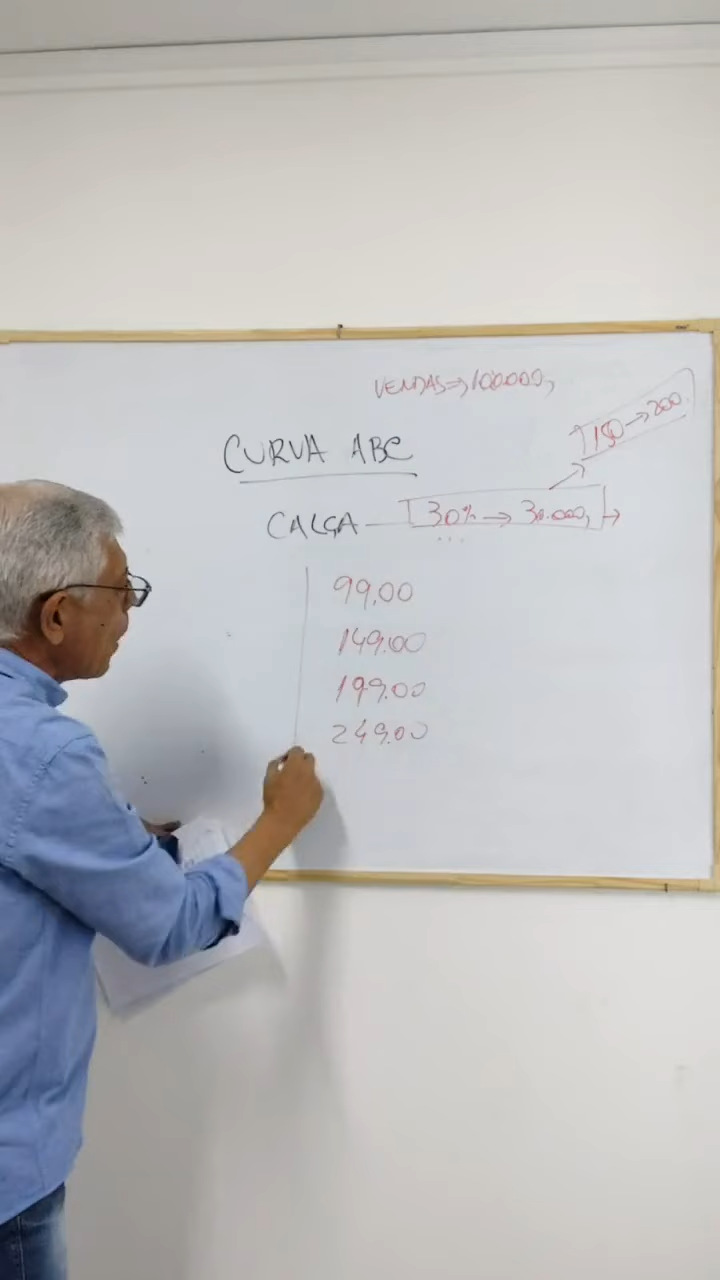 VENDAS ⇒ 100.000,
150 → 200
CURVA ABC
CALÇA — 30% → 30.000, →
99,00
149,00
199,00
249,00